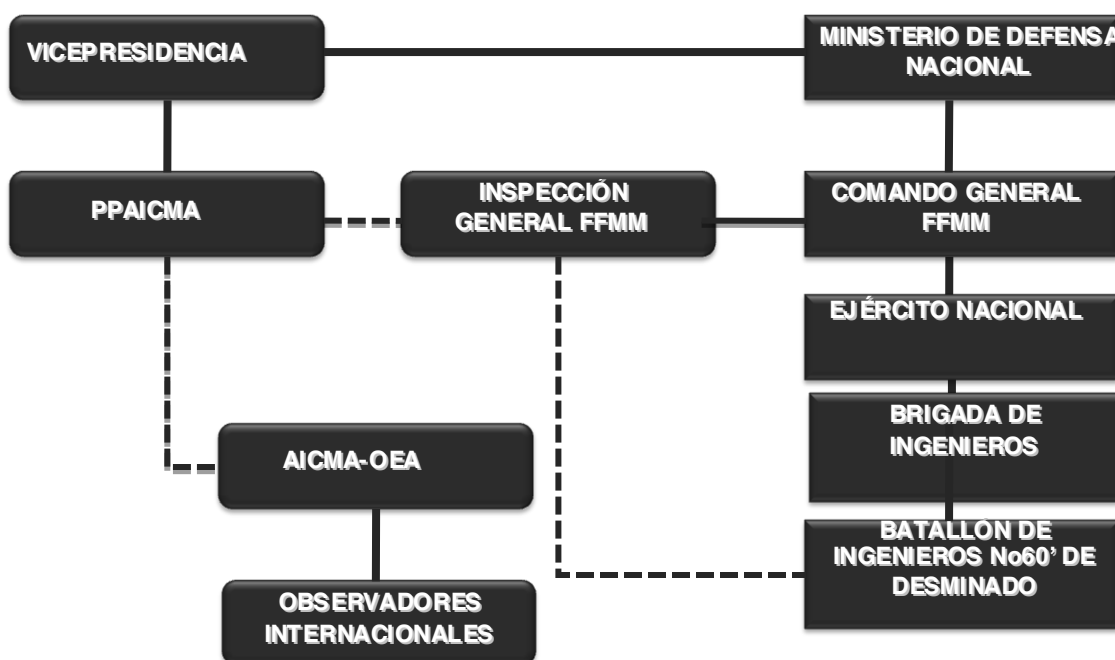 VICEPRESIDENCIA
MINISTERIO DE DEFENSA
NACIONAL
PPAICMA
INSPECCIÓN
GENERAL FFMM
COMANDO GENERAL
FFMM
EJÉRCITO NACIONAL
BRIGADA DE
INGENIEROS
AICMA-OEA
BATALLÓN DE
INGENIEROS No60’ DE
DESMINADO
OBSERVADORES
INTERNACIONALES